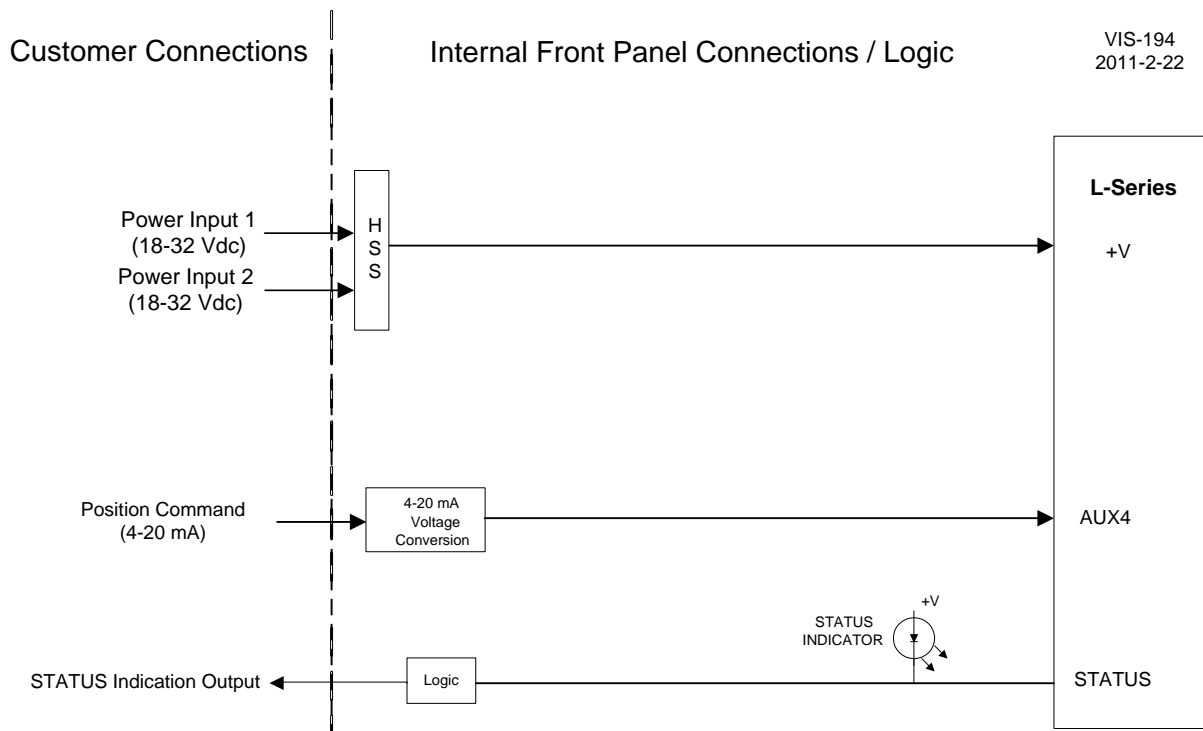 Customer Connections
Internal Front Panel Connections / Logic
VIS-194
2011-2-22
L-Series
Power Input 1
(18-32 Vdc)
H
S
S
+V
Power Input 2
(18-32 Vdc)
Position Command
(4-20 mA)
4-20 mA
Voltage
Conversion
AUX4
+V
STATUS
INDICATOR
STATUS Indication Output
Logic
STATUS